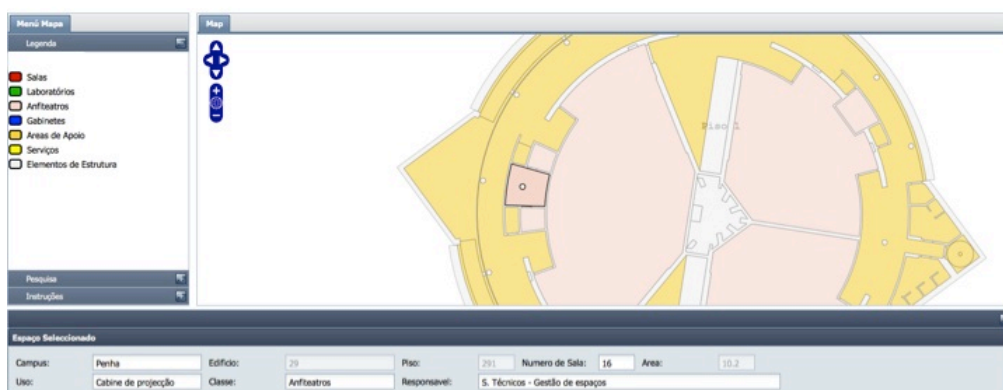 Menú Mapa
Map
Legenda
Salas
Laboratórios
Anfiteatros
Gabinetes
Areas de Apoio
Serviços
Elementos de Estrutura
Piso 1
Pesquisa
Instruções
Espaço Seleccionado
Campus: Penha Edificio: 29 Piso: 291 Numero de Sala: 16 Area: 10.2
Uso: Cabine de projecção Classe: Anfiteatros Responsavel: S. Técnicos - Gestão de espaços